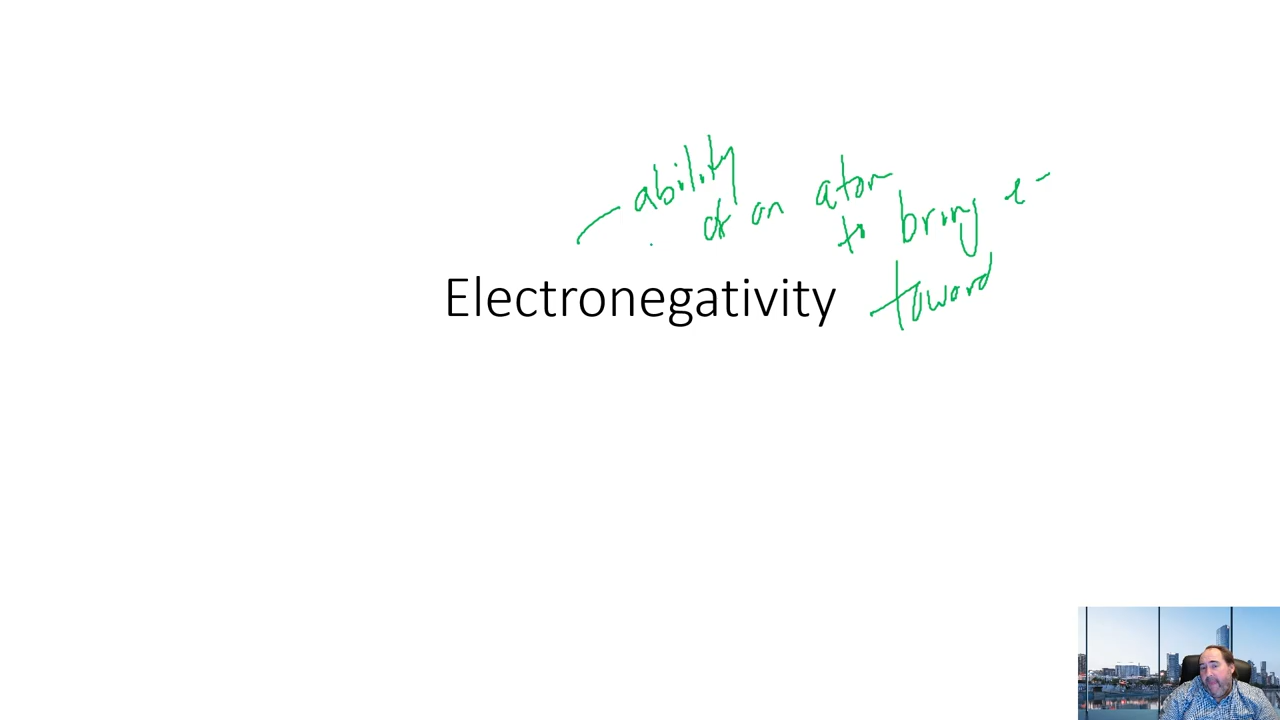 ability
of an atom
to bring e-
toward
Electronegativity